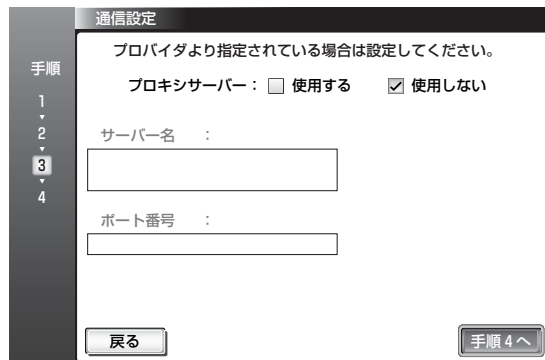 通信設定
手順
1
2
3
4
プロバイダより指定されている場合は設定してください。
プロキシサーバー： 使用する 使用しない
サーバー名 ：
ポート番号 ：
戻る
手順4へ